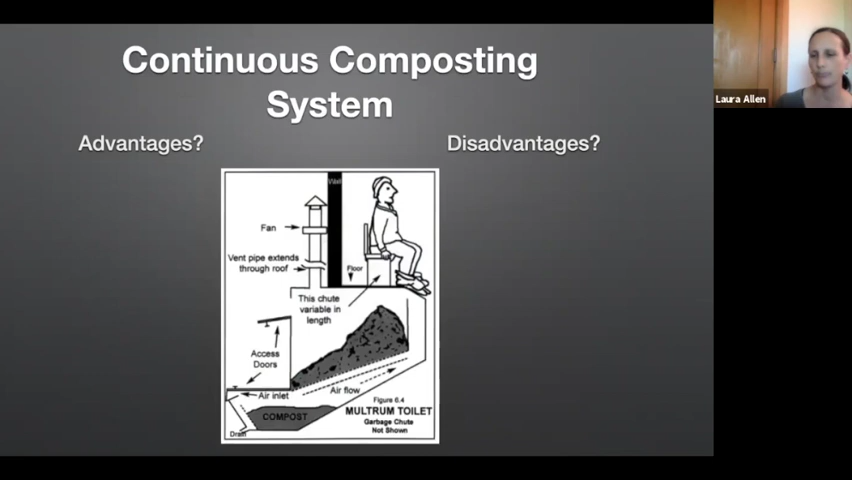 Continuous Composting
System
Laura Allen
Advantages?
Disadvantages?
Wall
Fan
Vent pipe extends
through roof
Floor
This chute
variable in
length
Access
Doors
Air inlet
Air flow
COMPOST
Drain
Figure 6.4
MULTRUM TOILET
Garbage Chute
Not Shown